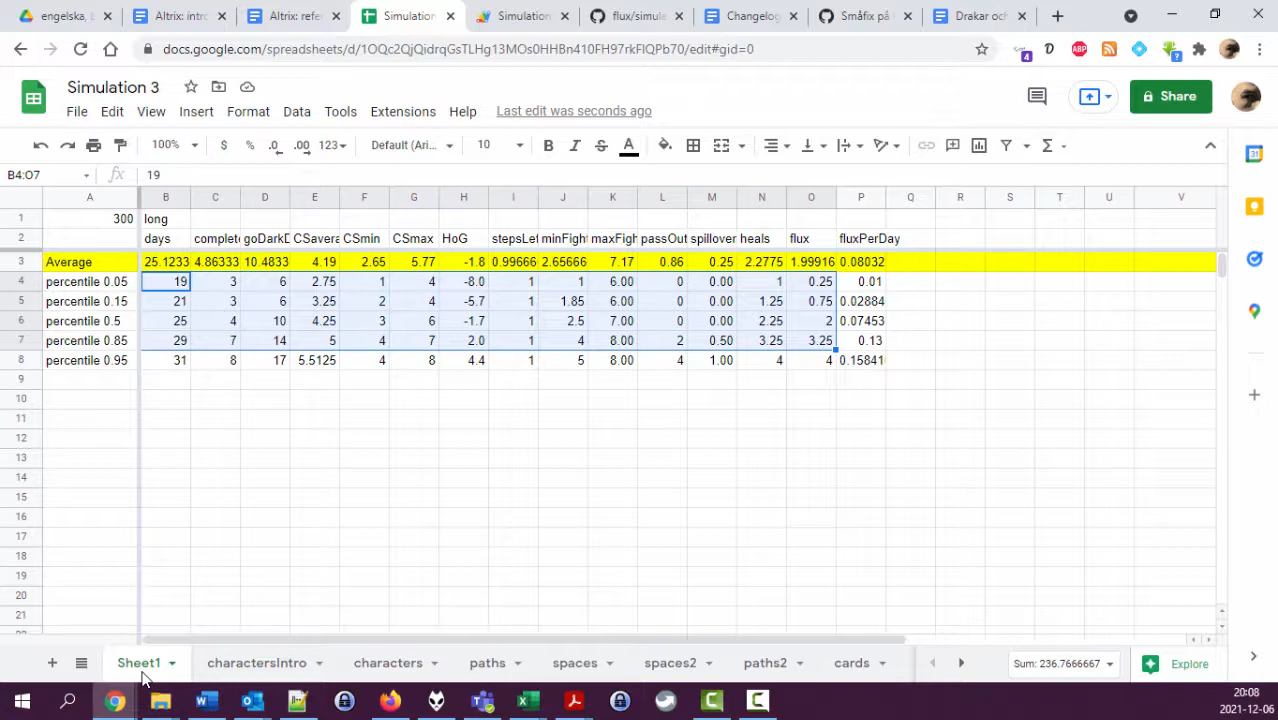 engelska,
Altrix: intro
Altrix: refe
Simulation
Simulation
flux/simula
Changelog
Småfix på
Drakar och
docs.google.com/spreadsheets/d/1OQc2QjQidrqGsTLHg13MOs0HHBn410FH97rkFlQPb70/edit#gid=0
4
ABP
?
Simulation 3
File Edit View Insert Format Data Tools Extensions Help Last edit was seconds ago
Share
100% $ % .0 .00 123 Default (Ari... 10 B I S A Σ
B4:O7 fx 19
A B C D E F G H I J K L M N O P Q R S T U V
1 300 long
2 days complete goDarkD CSavera CSmin CSmax HoG stepsLef minFight maxFigh passOut spillover heals flux fluxPerDay
3 Average 25.1233 4.86333 10.4833 4.19 2.65 5.77 -1.8 0.99666 2.65666 7.17 0.86 0.25 2.2775 1.99916 0.08032
4 percentile 0.05 19 3 6 2.75 1 4 -8.0 1 1 6.00 0 0.00 1 0.25 0.01
5 percentile 0.15 21 3 6 3.25 2 4 -5.7 1 1.85 6.00 0 0.00 1.25 0.75 0.02884
6 percentile 0.5 25 4 10 4.25 3 6 -1.7 1 2.5 7.00 0 0.00 2.25 2 0.07453
7 percentile 0.85 29 7 14 5 4 7 2.0 1 4 8.00 2 0.50 3.25 3.25 0.13
8 percentile 0.95 31 8 17 5.5125 4 8 4.4 1 5 8.00 4 1.00 4 4 0.15841
9
10
11
12
13
14
15
16
17
18
19
20
21
Sheet1 charactersIntro characters paths spaces spaces2 paths2 cards Sum: 236.7666667 Explore
20:08
2021-12-06